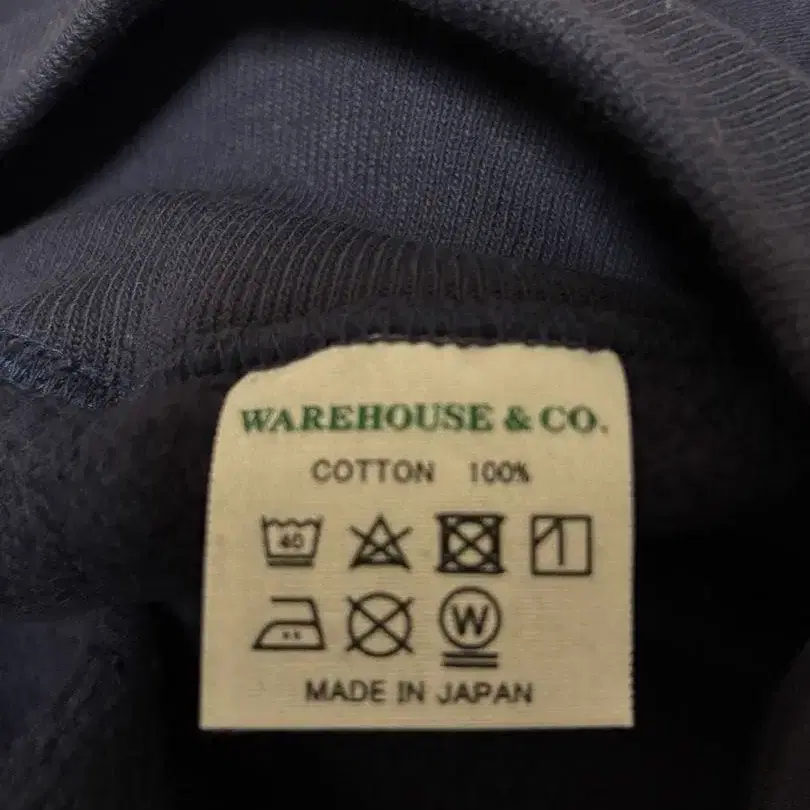 WAREHOUSE & CO.
COTTON 100%
40
W
MADE IN JAPAN